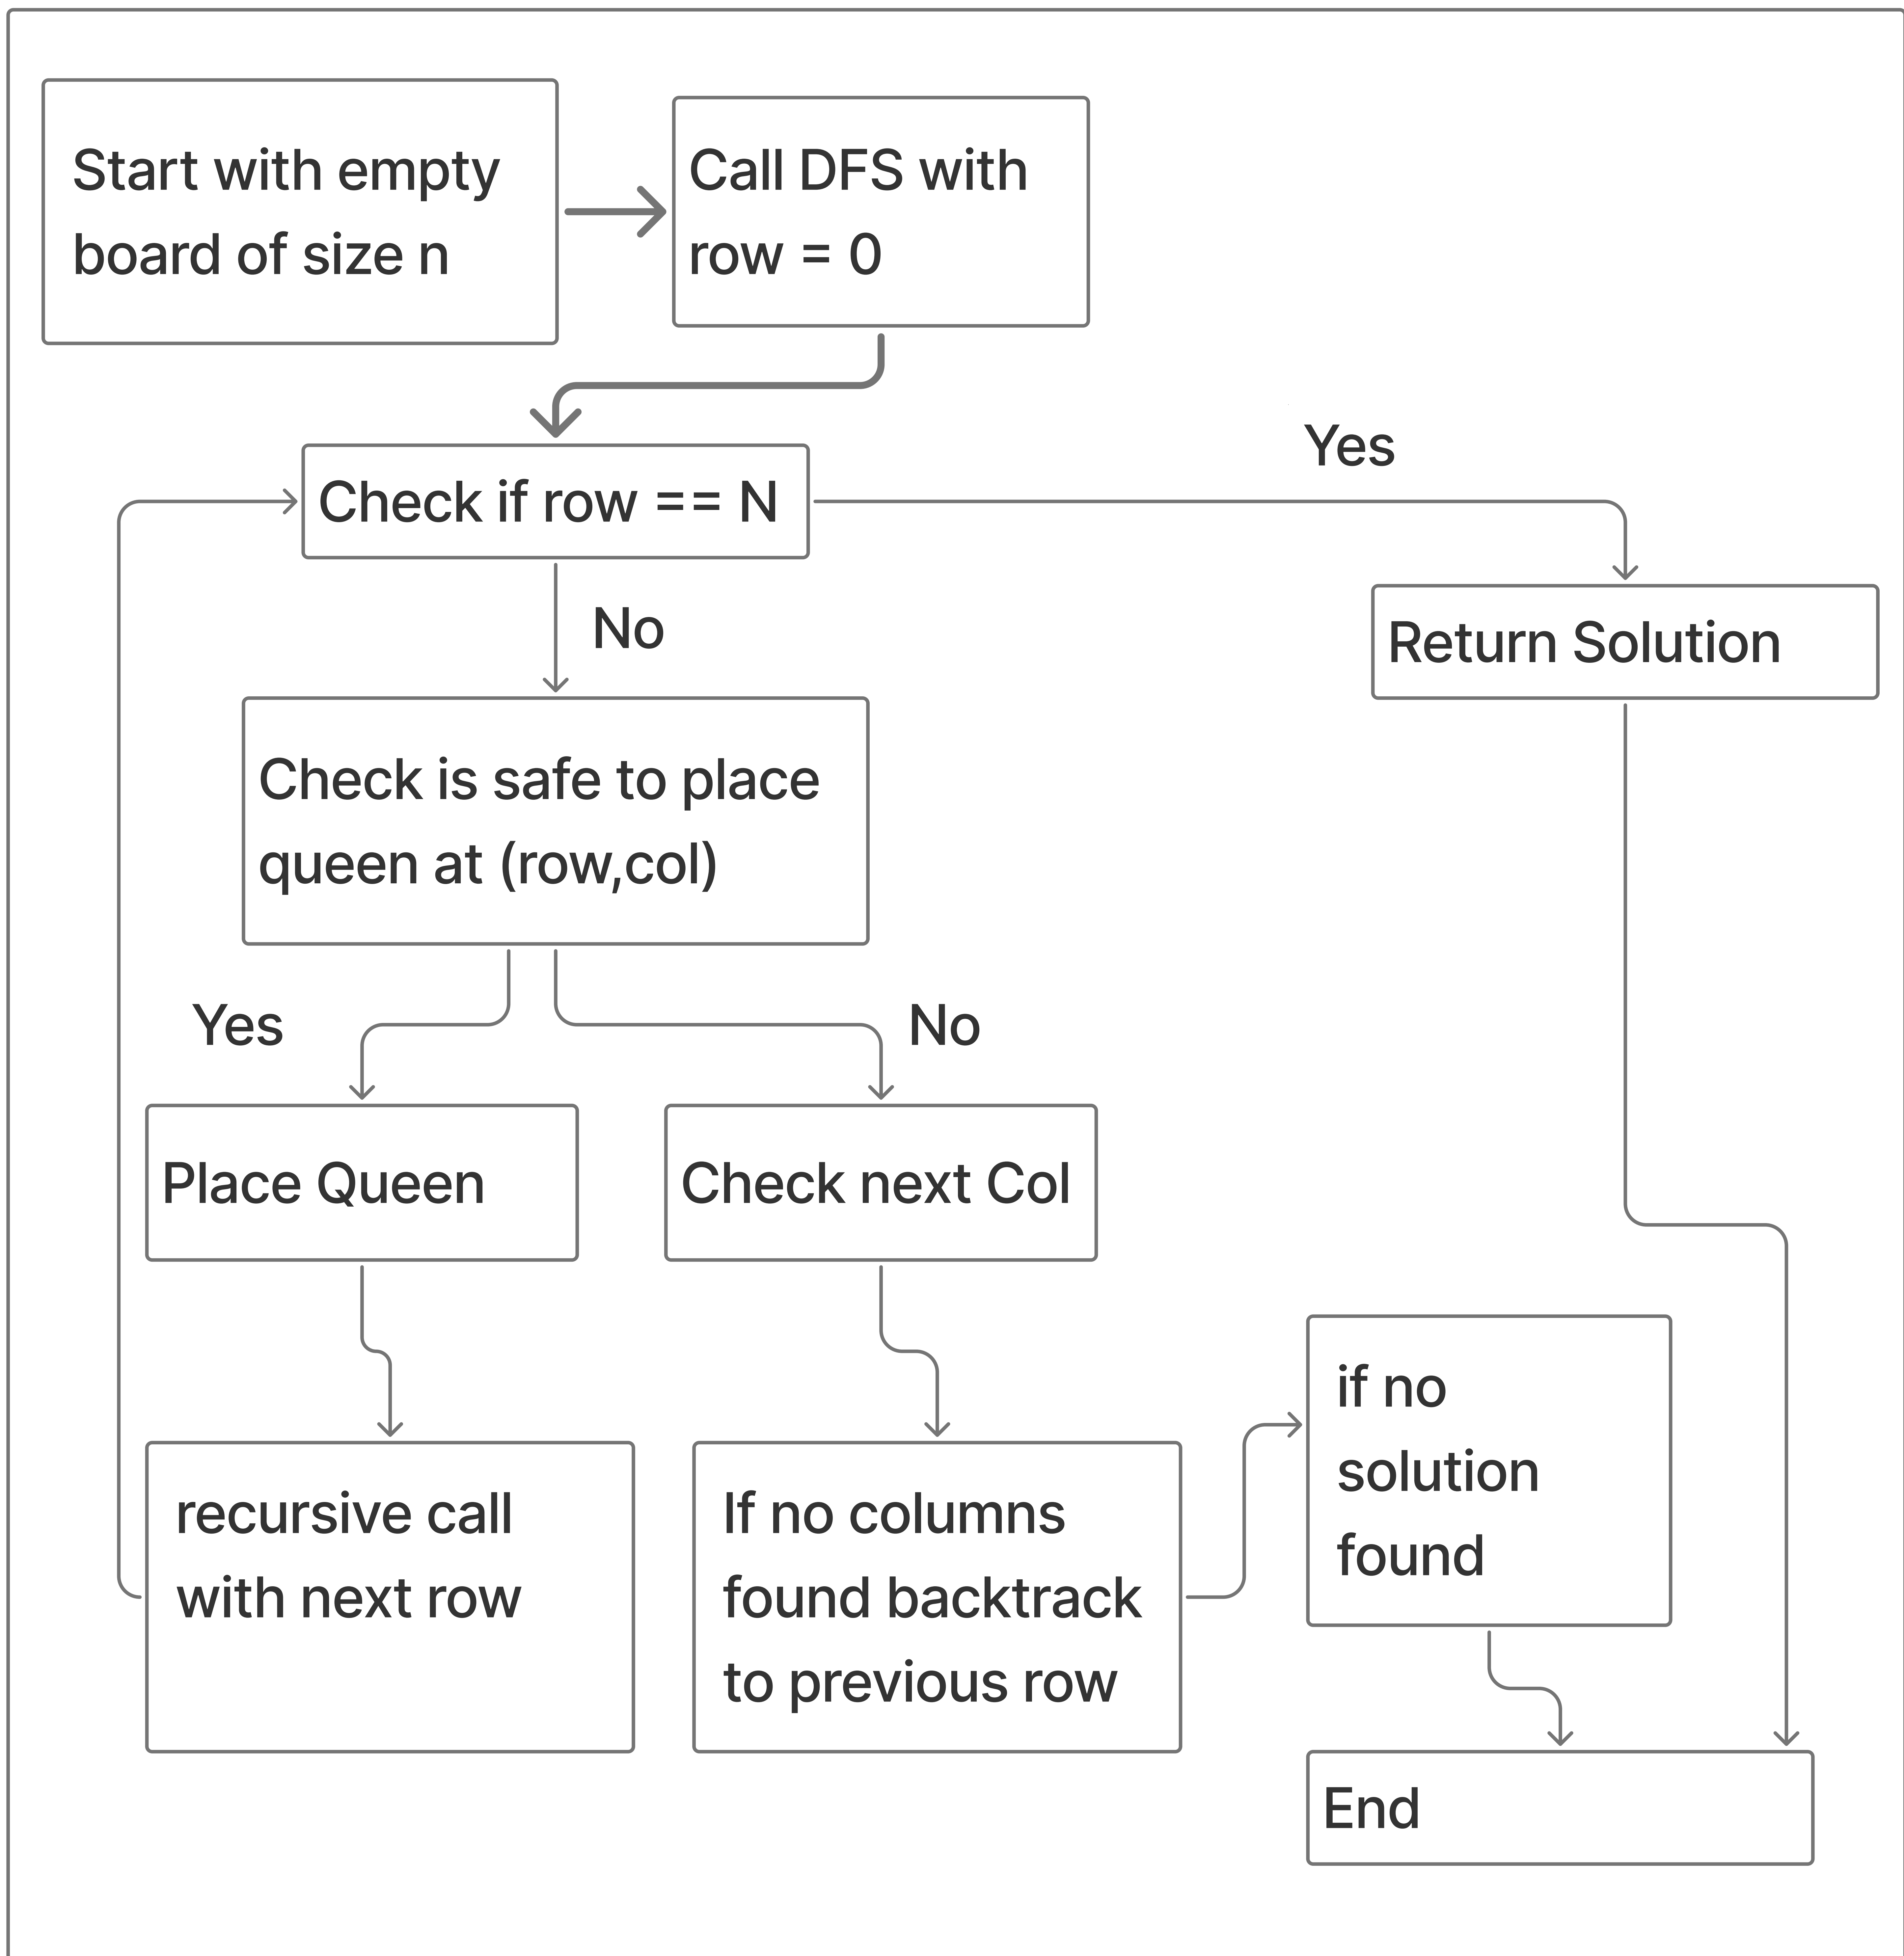 Start with empty
board of size n
Call DFS with
row = 0
Check if row == N
Yes
No
Return Solution
Check is safe to place
queen at (row,col)
Yes
No
Place Queen
Check next Col
recursive call
with next row
If no columns
found backtrack
to previous row
if no
solution
found
End